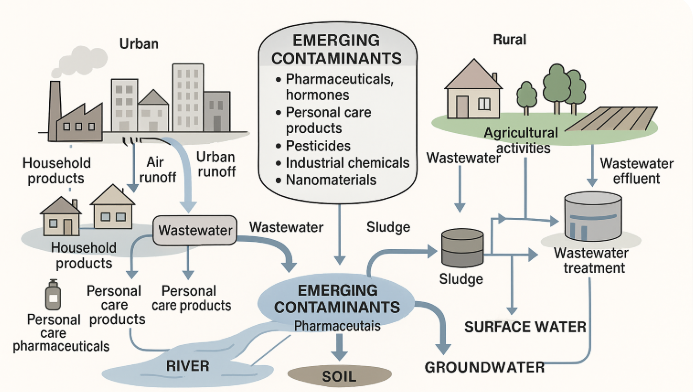 Urban
EMERGING
CONTAMINANTS
• Pharmaceuticals,
hormones
• Personal care
products
• Pesticides
• Industrial chemicals
• Nanomaterials
Rural
Household
products
Air
runoff
Urban
runoff
Agricultural
activities
Wastewater
Wastewater
effluent
Household
products
Wastewater
Wastewater
Sludge
Sludge
Wastewater
treatment
Personal
care
products
Personal
care products
Personal
care
pharmaceuticals
EMERGING
CONTAMINANTS
Pharmaceutais
SURFACE WATER
RIVER
SOIL
GROUNDWATER